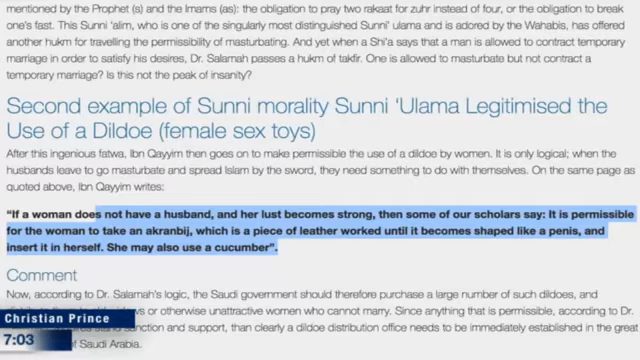 mentioned by the Prophet (s) and the Imams (as): the obligation to pray two rakaat for zuhr instead of four, or the obligation to break
one's fast. This Sunni 'alim, who is one of the singularly most distinguished Sunni ulama and is adored by the Wahabis, has offered
another hukm for travelling the permissibility of masturbating. And yet when a Shi'a says that a man is allowed to contract temporary
marriage in order to satisfy his desires, Dr. Salamah passes a hukm of takfir. One is allowed to masturbate but not contract a
temporary marriage? Is this not the peak of insanity?
Second example of Sunni morality Sunni 'Ulama Legitimised the
Use of a Dildoe (female sex toys)
After this ingenious fatwa, Ibn Qayyim then goes on to make permissible the use of a dildoe by women. It is only logical; when the
husbands leave to go masturbate and spread Islam by the sword, they need something to do with themselves. On the same page as
quoted above, Ibn Qayyim writes:
"If a woman does not have a husband, and her lust becomes strong, then some of our scholars say: It is permissible
for the woman to take an akranbij, which is a piece of leather worked until it becomes shaped like a penis, and
insert it in herself. She may also use a cucumber".
Comment
Now, according to Dr. Salamah's logic, the Saudi government should therefore purchase a large number of such dildoes, and
or otherwise unattractive women who cannot marry. Since anything that is permissible, according to Dr.
Christian Prince
sanction and support, than clearly a dildoe distribution office needs to be immediately established in the great
7:03
of Saudi Arabia.